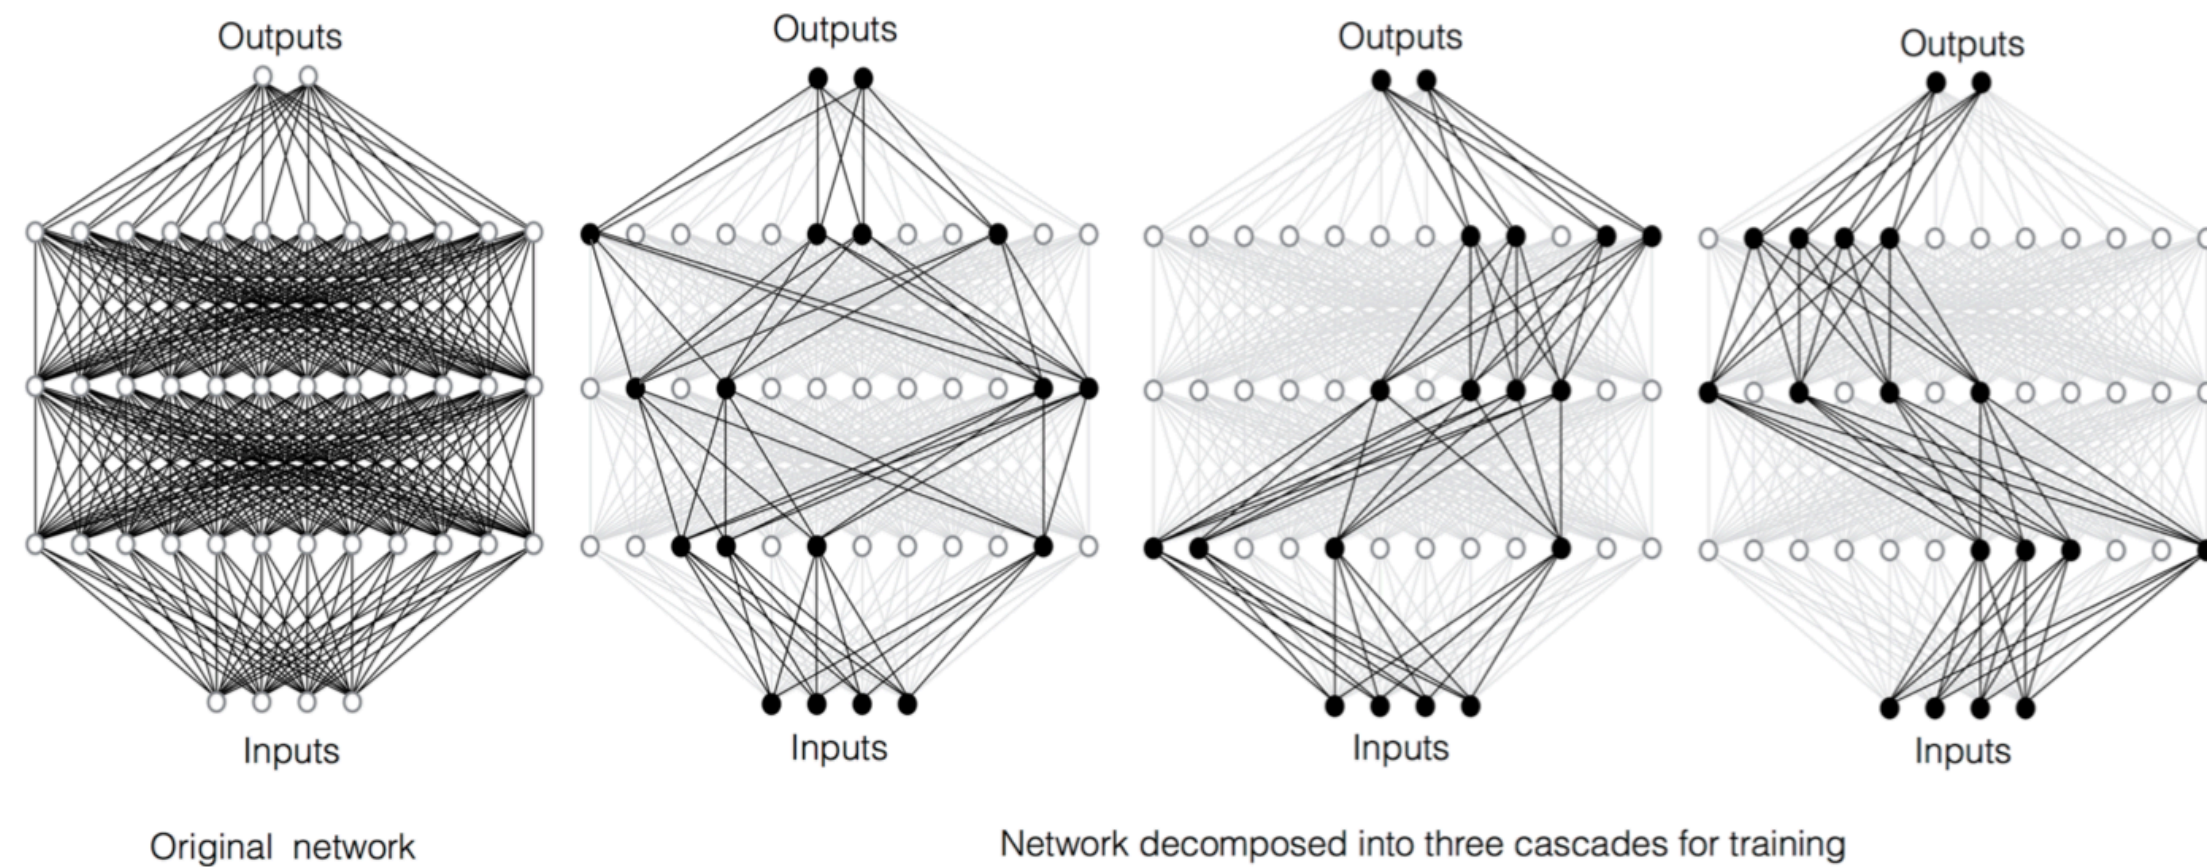 Outputs
Outputs
Outputs
Outputs
Inputs
Inputs
Inputs
Inputs
Original network
Network decomposed into three cascades for training